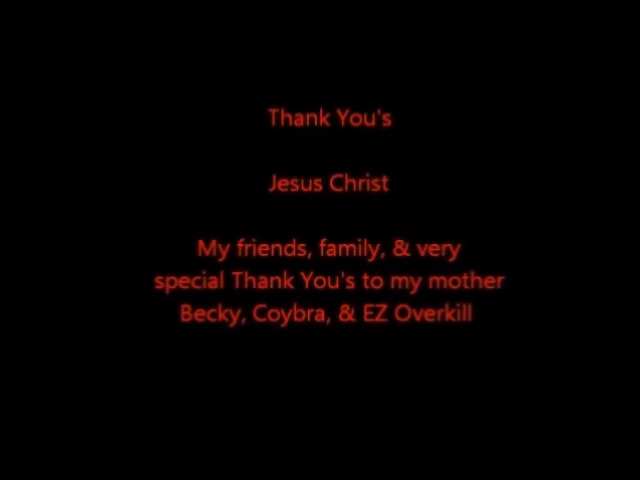 Thank You's
Jesus Christ
My friends, family, & very
special Thank You's to my mother
Becky, Coybra, & EZ Overkill